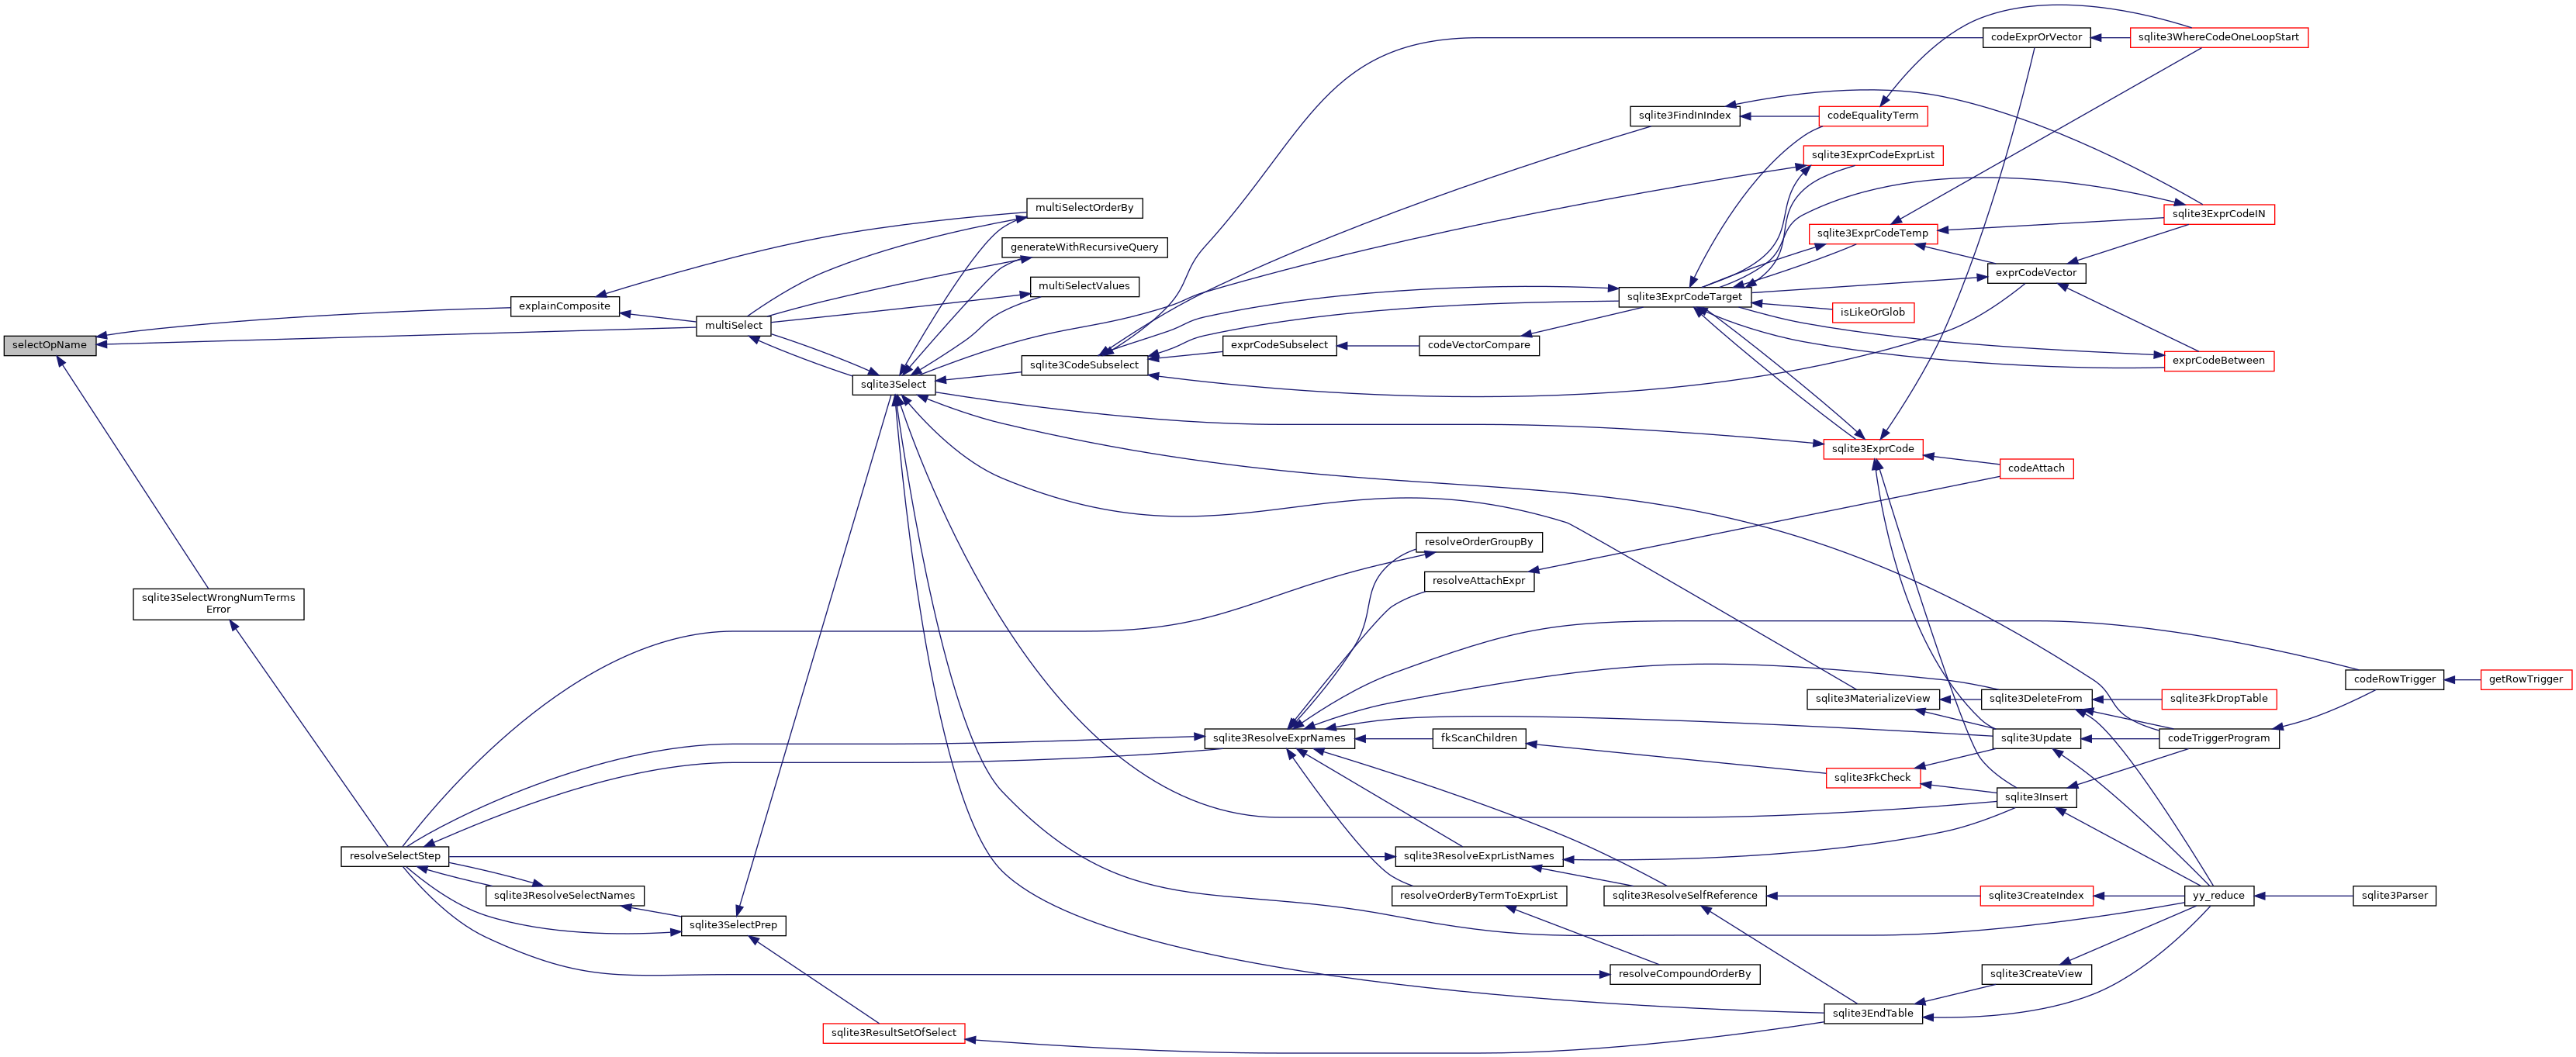 codeExprOrVector
sqlite3WhereCodeOneLoopStart
sqlite3FindInIndex
codeEqualityTerm
sqlite3ExprCodeExprList
multiSelectOrderBy
sqlite3ExprCodeIN
sqlite3ExprCodeTemp
generateWithRecursiveQuery
exprCodeVector
multiSelectValues
sqlite3ExprCodeTarget
explainComposite
isLikeOrGlob
multiSelect
selectOpName
exprCodeSubselect
codeVectorCompare
sqlite3CodeSubselect
exprCodeBetween
sqlite3Select
sqlite3ExprCode
codeAttach
resolveOrderGroupBy
resolveAttachExpr
sqlite3SelectWrongNumTerms
Error
codeRowTrigger
getRowTrigger
sqlite3MaterializeView
sqlite3DeleteFrom
sqlite3FkDropTable
sqlite3ResolveExprNames
fkScanChildren
sqlite3Update
codeTriggerProgram
sqlite3FkCheck
sqlite3Insert
resolveSelectStep
sqlite3ResolveExprListNames
sqlite3ResolveSelectNames
resolveOrderByTermToExprList
sqlite3ResolveSelfReference
sqlite3CreateIndex
yy_reduce
sqlite3Parser
sqlite3SelectPrep
resolveCompoundOrderBy
sqlite3CreateView
sqlite3EndTable
sqlite3ResultSetOfSelect